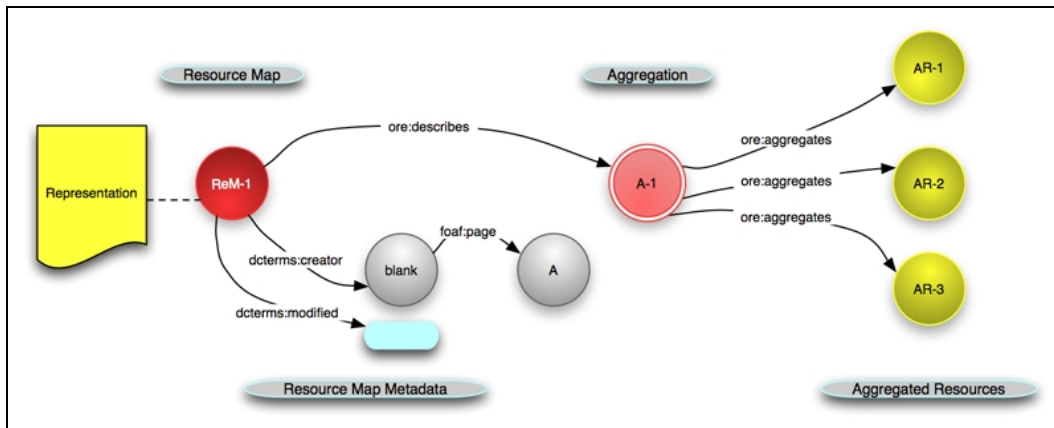 Resource Map
Aggregation
AR-1
ore:describes
ore:aggregates
Representation
ReM-1
A-1
ore:aggregates
AR-2
ore:aggregates
foaf:page
dcterms:creator
blank
A
AR-3
dcterms:modified
Resource Map Metadata
Aggregated Resources